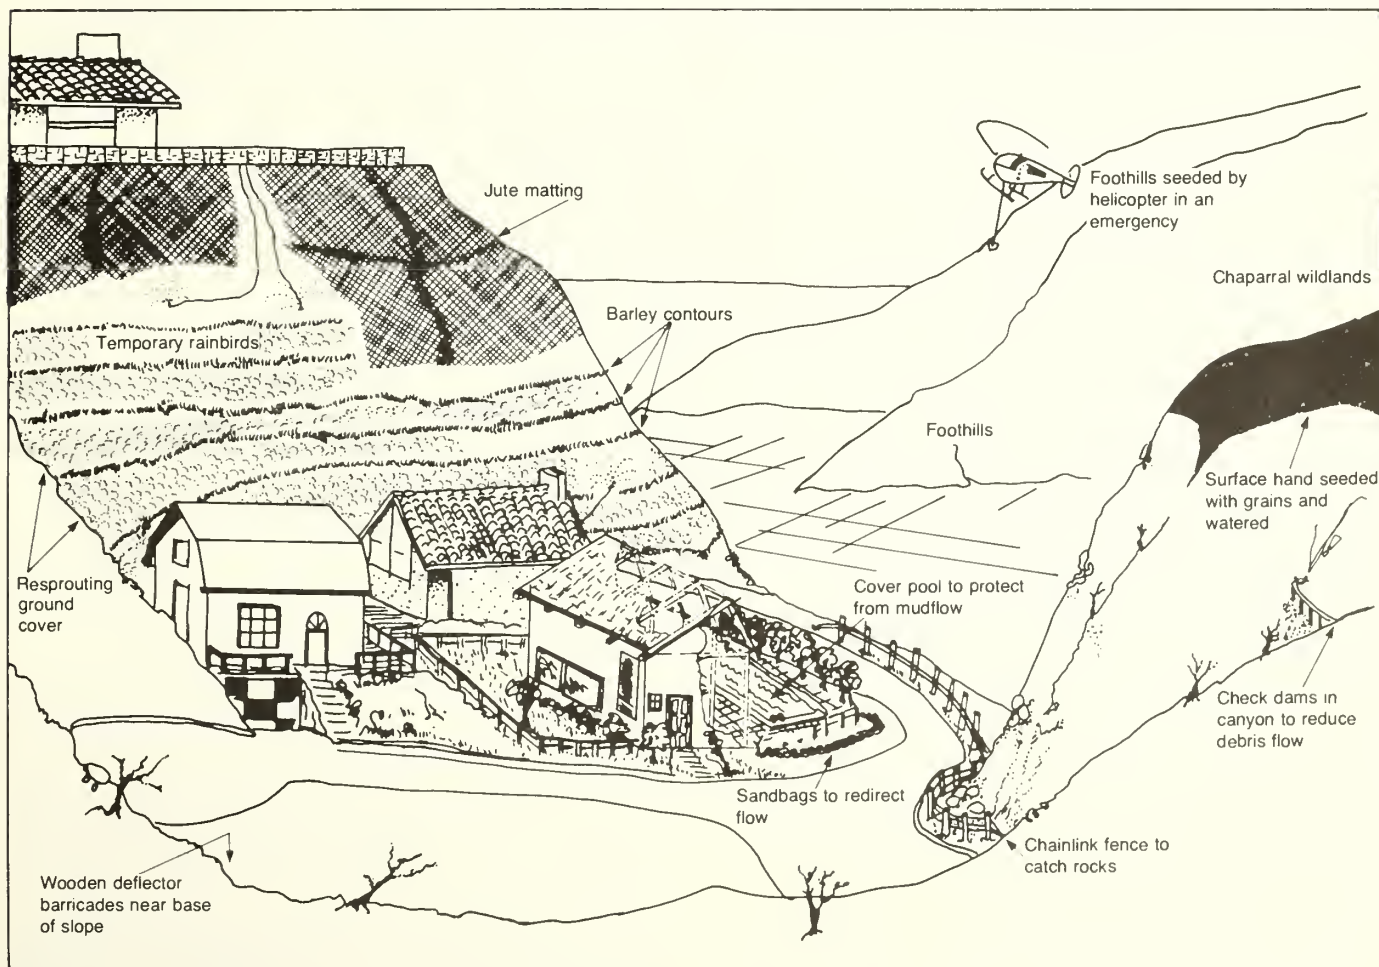 Jute matting
Foothills seeded by
helicopter in an
emergency
Chaparral wildlands
Barley contours
Temporary rainbirds
Foothills
Surface hand seeded
with grains and
watered
Resprouting
ground
cover
Cover pool to protect
from mudflow
Check dams in
canyon to reduce
debris flow
Sandbags to redirect
flow
Chainlink fence to
catch rocks
Wooden deflector
barricades near base
of slope